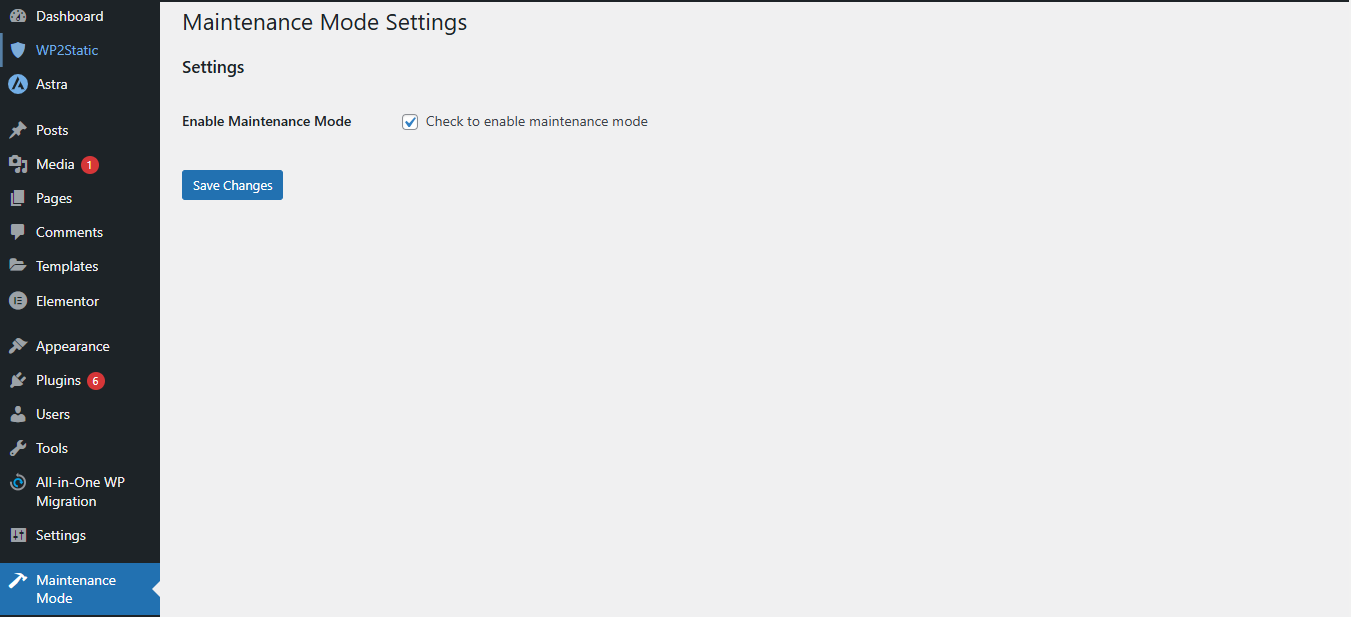 Dashboard
WP2Static
Astra
Posts
Media 1
Pages
Comments
Templates
Elementor
Appearance
Plugins 6
Users
Tools
All-in-One WP
Migration
Settings
Maintenance
Mode
Maintenance Mode Settings
Settings
Enable Maintenance Mode
Check to enable maintenance mode
Save Changes